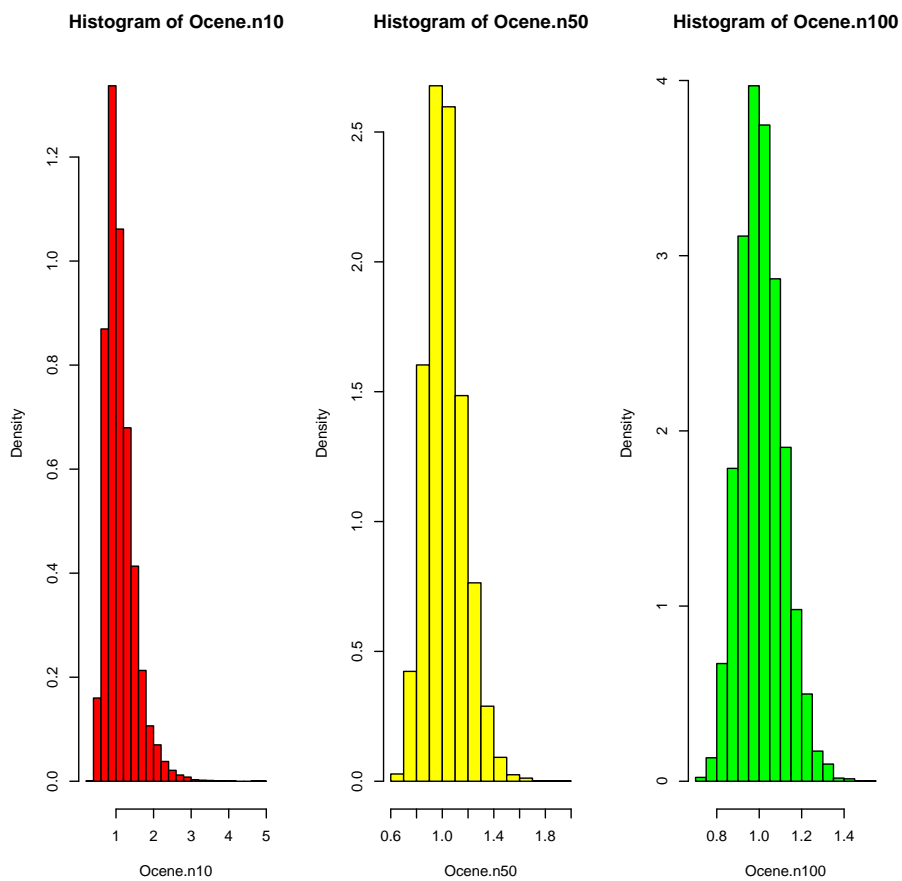 Histogram of Ocene.n10
Density
0.0 0.2 0.4 0.6 0.8 1.0 1.2
1 2 3 4 5
Ocene.n10
Histogram of Ocene.n50
Density
0.0 0.5 1.0 1.5 2.0 2.5
0.6 1.0 1.4 1.8
Ocene.n50
Histogram of Ocene.n100
Density
0 1 2 3 4
0.8 1.0 1.2 1.4
Ocene.n100